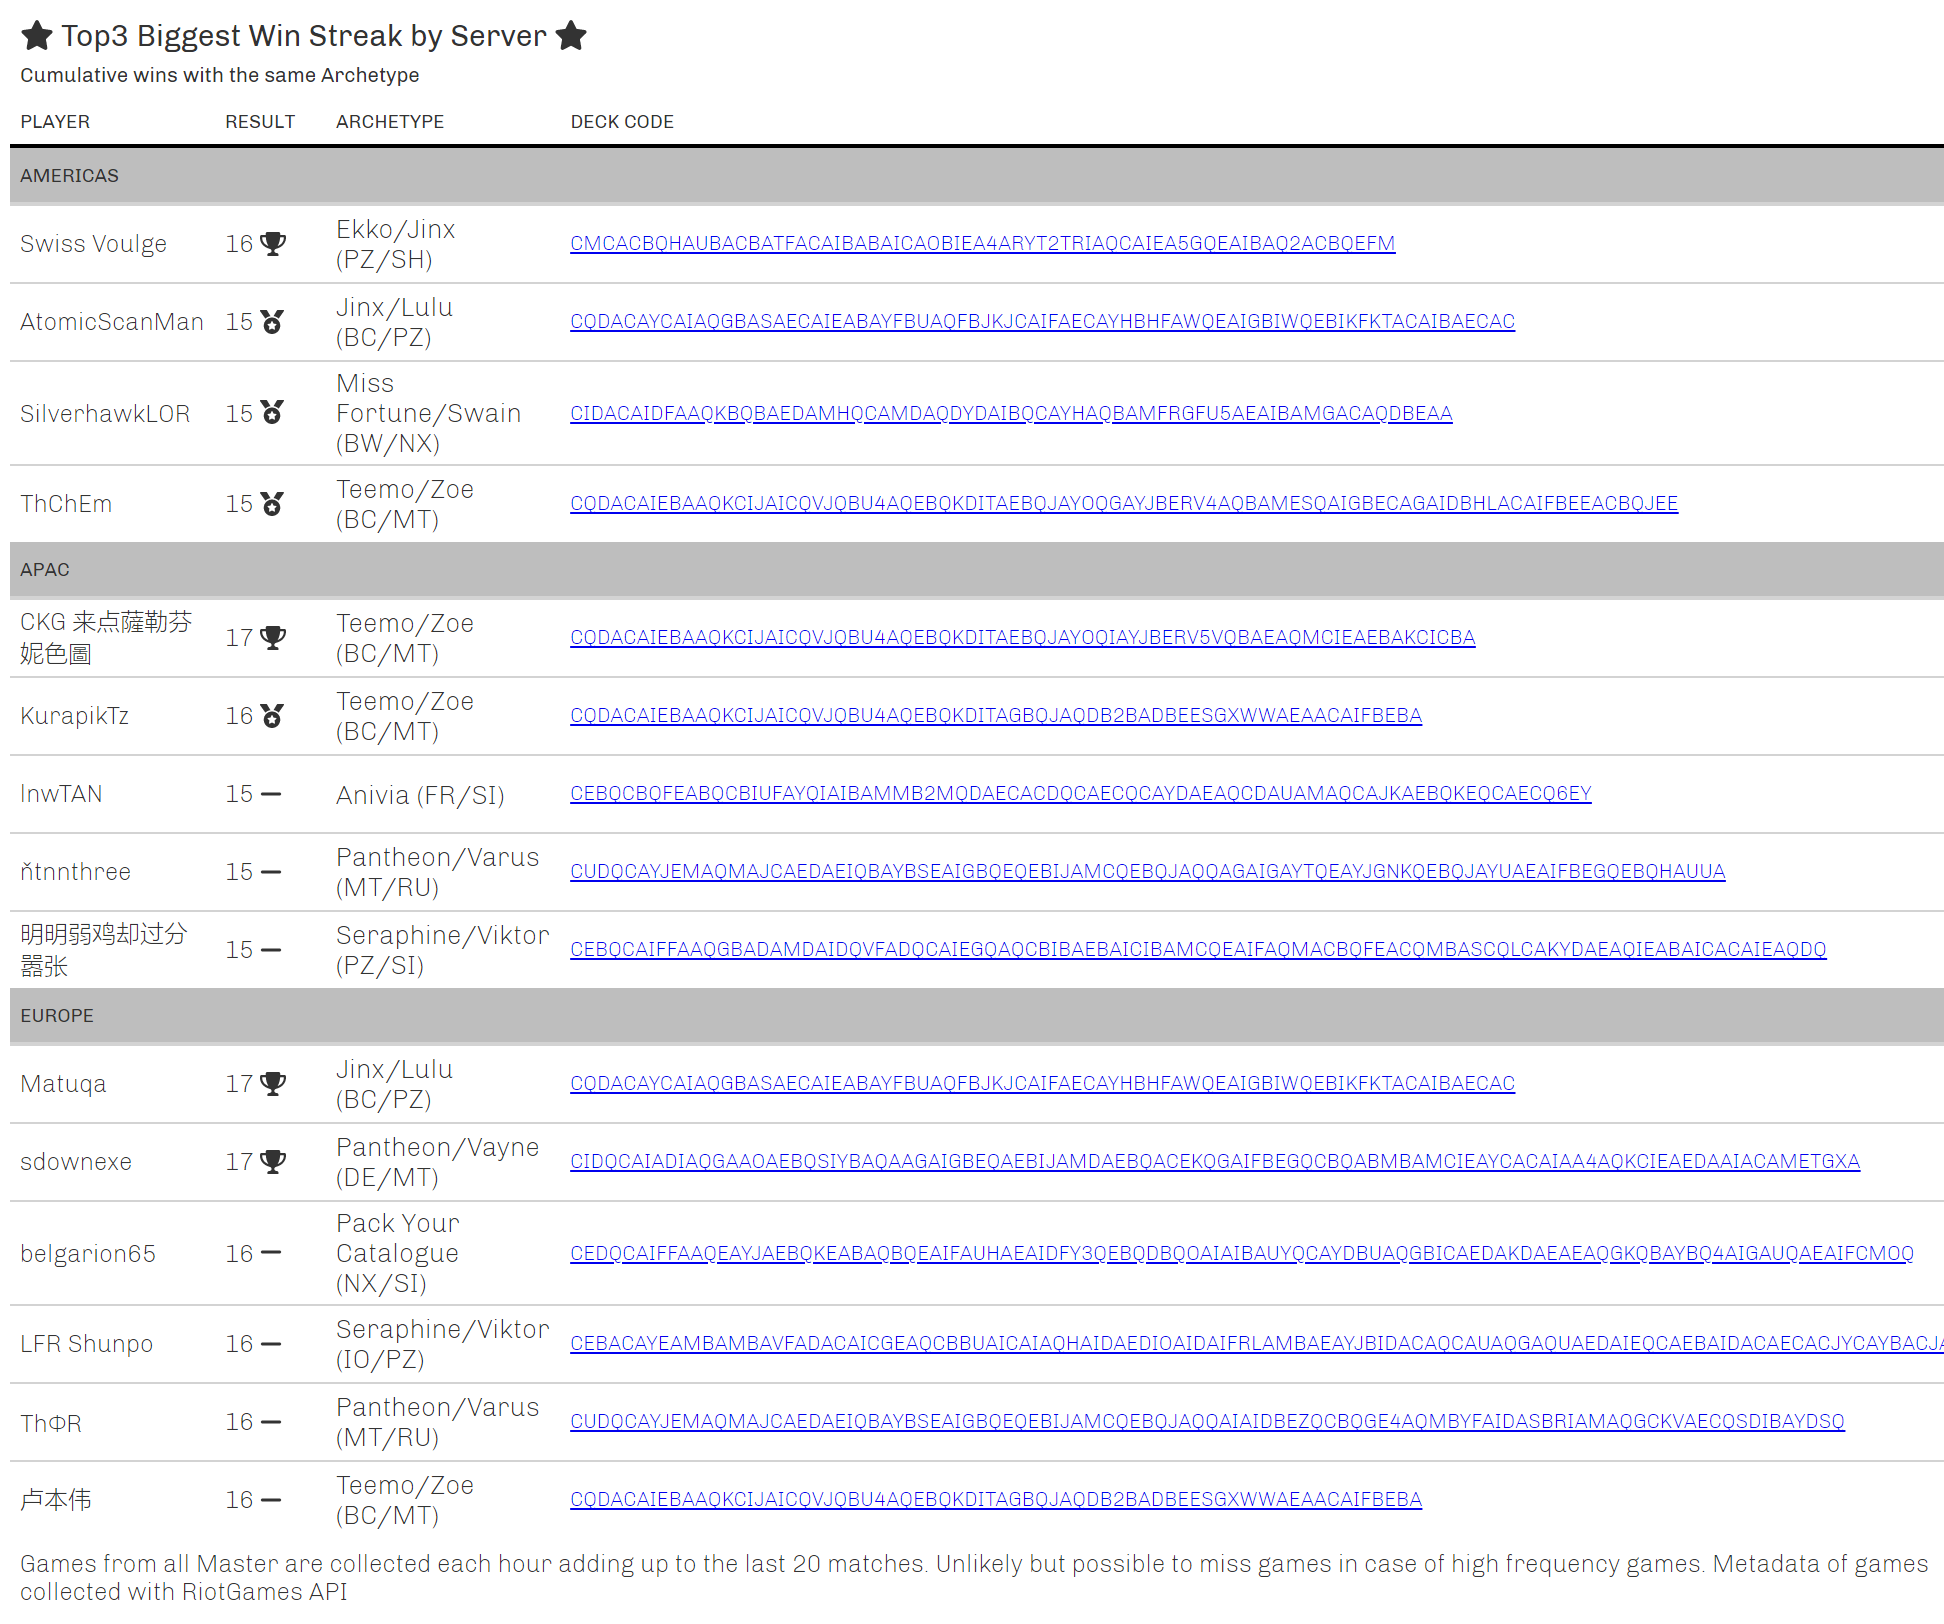 ★ Top3 Biggest Win Streak by Server ★
Cumulative wins with the same Archetype
PLAYER RESULT ARCHETYPE DECK CODE
AMERICAS
Swiss Voulge 16 Ekko/Jinx (PZ/SH) CMCACBQHAUBACBATFACAIBABAICAOBIEA4ARYT2TRIAQCAIEA5GQEAIBAQ2ACBQEFM
AtomicScanMan 15 Jinx/Lulu (BC/PZ) CQDACAYCAIAQGBASAECAIEABAYFBUAQFBJKJCAIFAECAYHBHFAWQEAIGBIWQEBIKFKTACAIBAECAC
SilverhawkLOR 15 Miss Fortune/Swain (BW/NX) CIDACAIDFAAQKBQBAEDAMHQCAMDAQDYDAIBQCAYHAQBAMFRGFU5AEAIBAMGACAQDBEAA
ThChEm 15 Teemo/Zoe (BC/MT) CQDACAIEBAAQKCIJAICQVJQBU4AQEBQKDITAEBQJAYOQGAYJBERV4AQBAMESQAIGBECAGAIDBHLACAIFBEEACBQJEE
APAC
CKG 来点薩勒芬妮色圖 17 Teemo/Zoe (BC/MT) CQDACAIEBAAQKCIJAICQVJQBU4AQEBQKDITAEBQJAYOQIAYJBERV5VQBAEAQMCIEAEBAKCICBA
KurapikTz 16 Teemo/Zoe (BC/MT) CQDACAIEBAAQKCIJAICQVJQBU4AQEBQKDITAGBQJAQDB2BADBEESGXWWAEAACAIFBEBA
lnwTAN 15 Anivia (FR/SI) CEBQCBQFEABQCBIUFAYQIAIBAMMB2MQDAECACDQCAECQCAYDAEAQCDAUAMAQCAJKAEBQKEQCAECQ6EY
ňtnnthree 15 Pantheon/Varus (MT/RU) CUDQCAYJEMAQMAJCAEDAEIQBAYBSEAIGBQEQEBIJAMCQEBQJAQQAGAIGAYTQEAYJGNKQEBQJAYUAEAIFBEGQEBQHAUUA
明明弱鸡却过分嚣张 15 Seraphine/Viktor (PZ/SI) CEBQCAIFFAAQGBADAMDAIDQVFADQCAIEGQAQCBIBAEBAICIBAMCQEAIFAQMACBQFEACQMBASCQLCAKYDAEAQIEABAICACAIEAQDQ
EUROPE
Matuqa 17 Jinx/Lulu (BC/PZ) CQDACAYCAIAQGBASAECAIEABAYFBUAQFBJKJCAIFAECAYHBHFAWQEAIGBIWQEBIKFKTACAIBAECAC
sdownexe 17 Pantheon/Vayne (DE/MT) CIDQCAIADIAQGAAOAEBQSIYBAQAAGAIGBEQAEBIJAMDAEBQACEKQGAIFBEGQCBQABMBAMCIEAYCACAIAA4AQKCIEAEDAAIACAMETGXA
belgarion65 16 Pack Your Catalogue (NX/SI) CEDQCAIFFAAQEAYJAEBQKEABAQBQEAIFAUHAEAIDFY3QEBQDBQOAIAIBAUYQCAYDBUAQGBICAEDAKDAEAEAQGKQBAYBQ4AIGAUQAEAIFCMOQ
LFR Shunpo 16 Seraphine/Viktor (IO/PZ) CEBACAYEAMBAMBAVFADACAICGEAQCBBUAICAIAQHAIDAEDIOAIDAIFRLAMBAEAYJBIDACAQCAUAQGAQUAEDAIEQCAEBAIDACAECACJYCAYBACJA
ThΦR 16 Pantheon/Varus (MT/RU) CUDQCAYJEMAQMAJCAEDAEIQBAYBSEAIGBQEQEBIJAMCQEBQJAQQAIAIDBEZQCBQGE4AQMBYFAIDASBRIAMAQGCKVAECQSDIBAYDSQ
卢本伟 16 Teemo/Zoe (BC/MT) CQDACAIEBAAQKCIJAICQVJQBU4AQEBQKDITAGBQJAQDB2BADBEESGXWWAEAACAIFBEBA
Games from all Master are collected each hour adding up to the last 20 matches. Unlikely but possible to miss games in case of high frequency games. Metadata of games
collected with RiotGames API